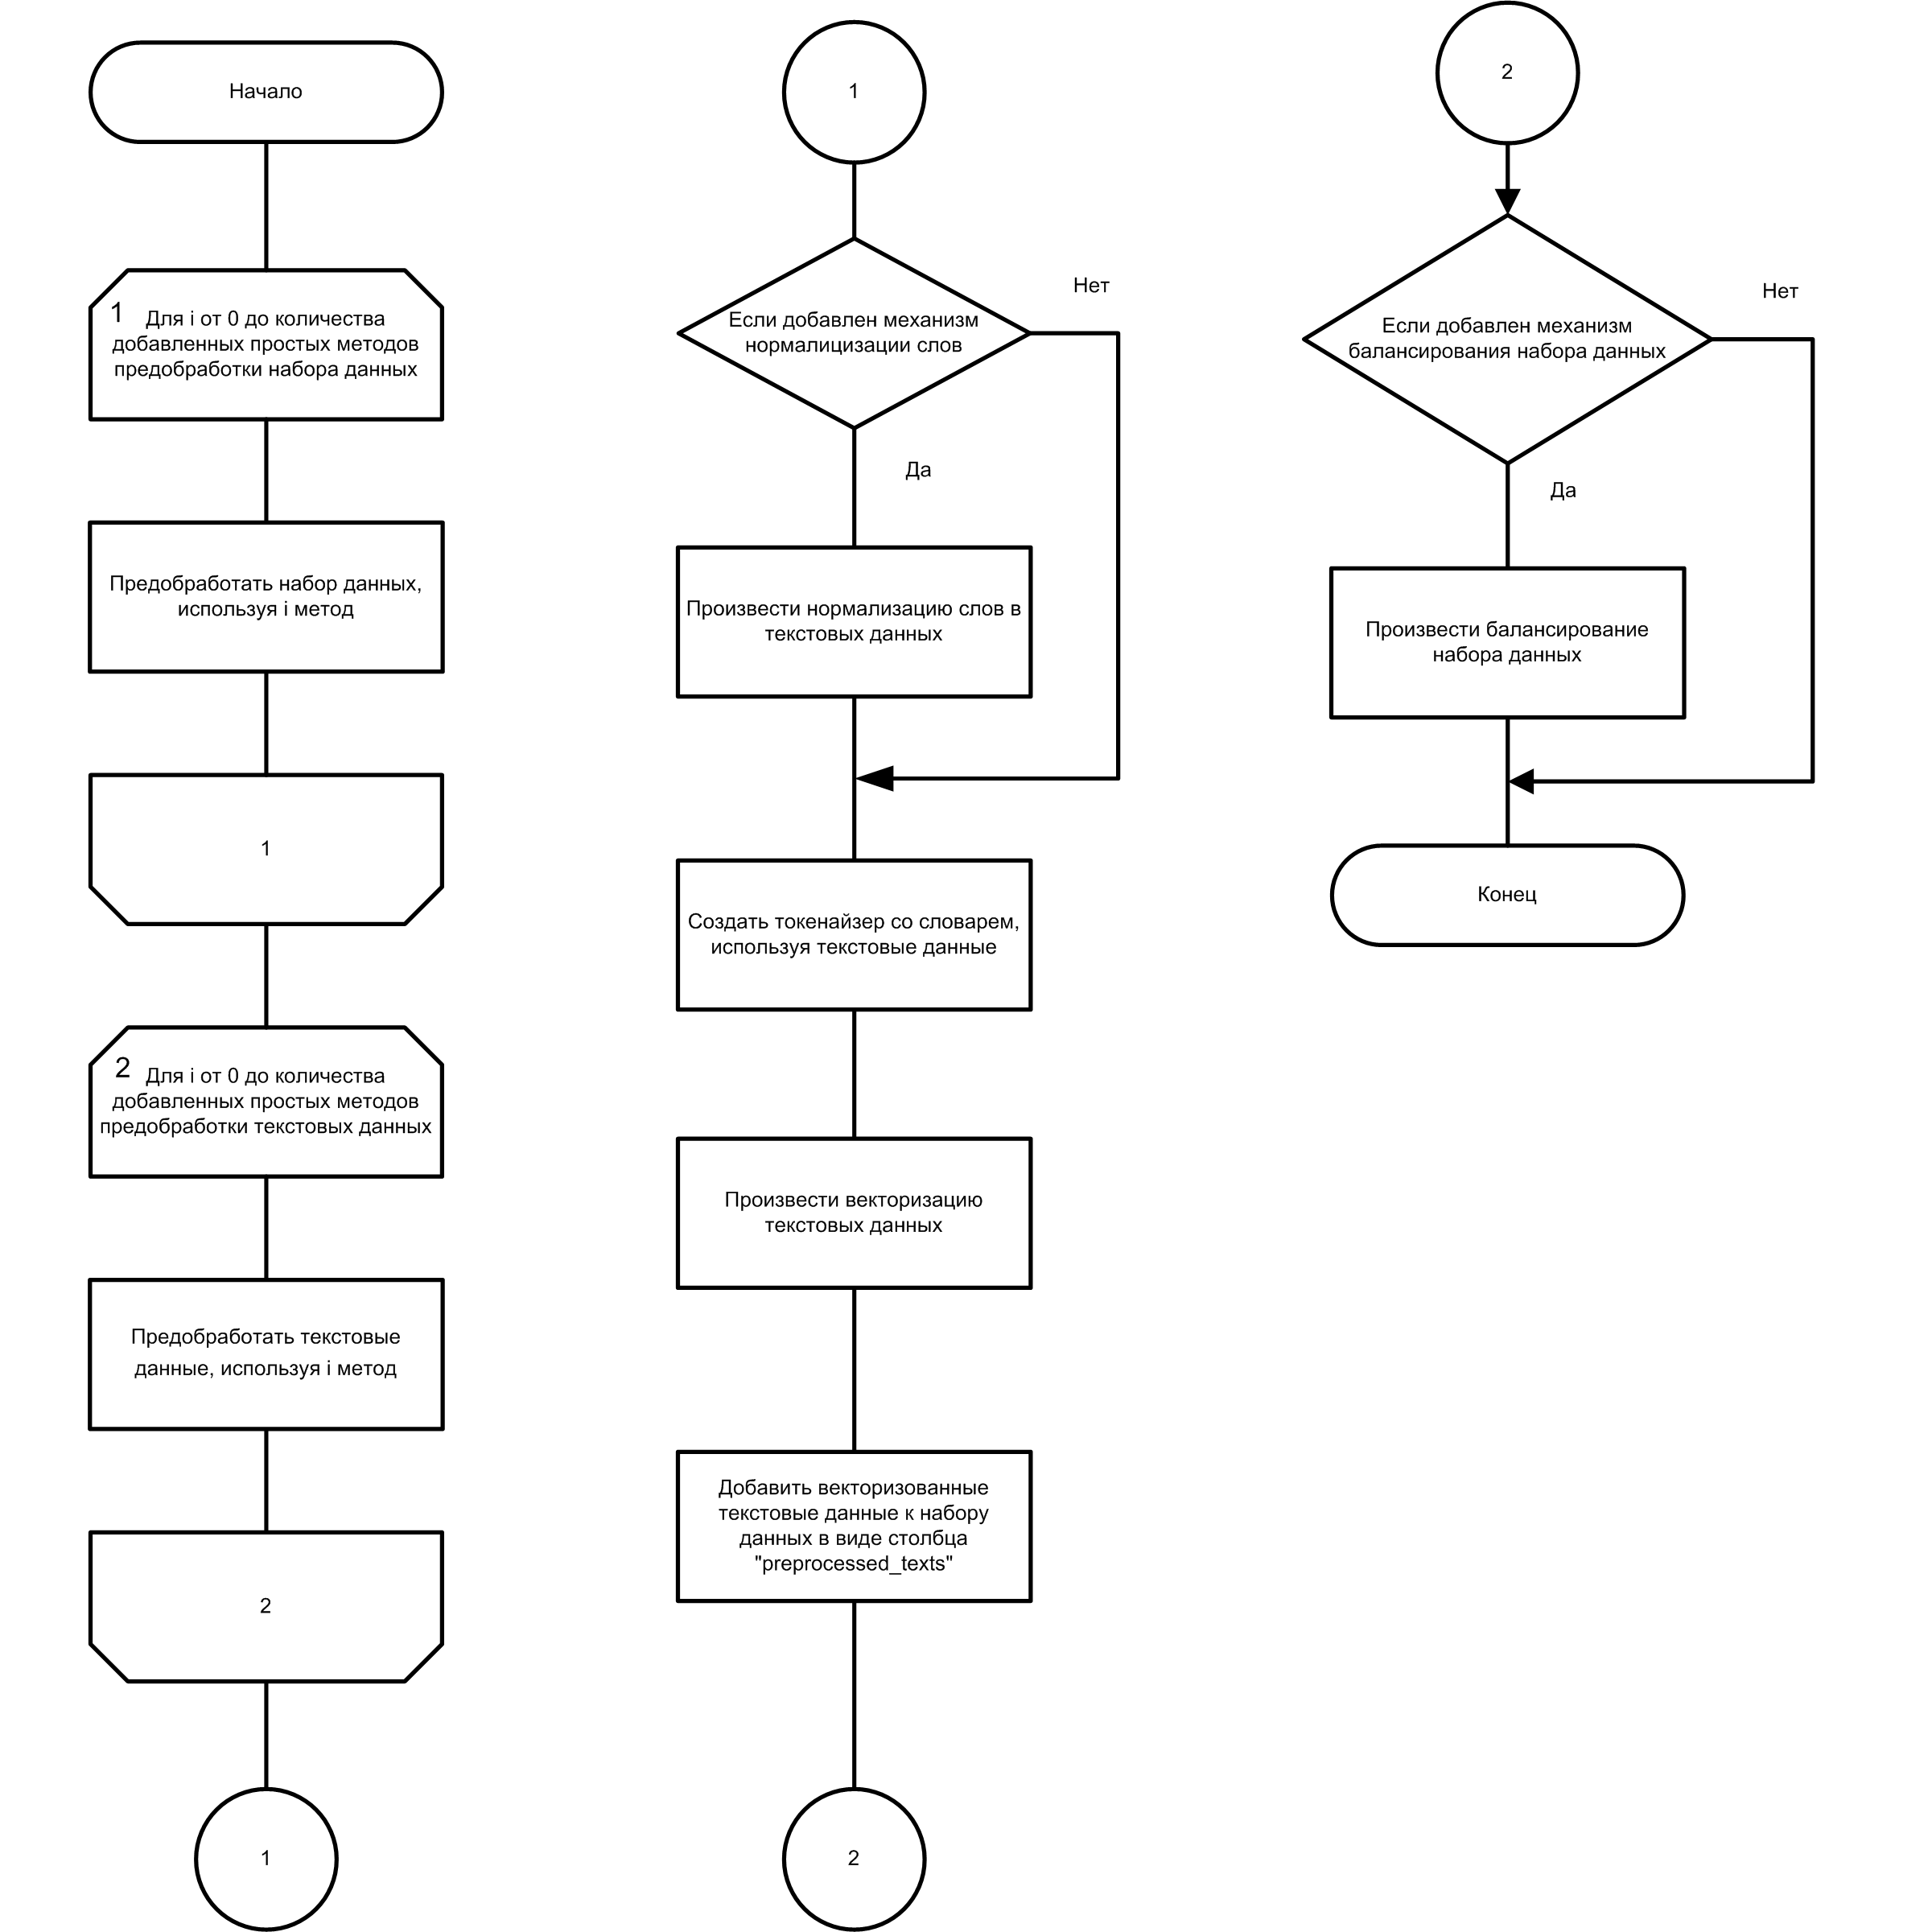 Начало
1
Для i от 0 до количества
добавленных простых методов
предобработки набора данных
Предобработать набор данных,
используя i метод
1
2
Для i от 0 до количества
добавленных простых методов
предобработки текстовых данных
Предобработать текстовые
данные, используя i метод
2
1
1
Если добавлен механизм
нормалицизации слов
Нет
Да
Произвести нормализацию слов в
текстовых данных
Создать токенайзер со словарем,
используя текстовые данные
Произвести векторизацию
текстовых данных
Добавить векторизованные
текстовые данные к набору
данных в виде столбца
"preprocessed_texts"
2
2
Если добавлен механизм
балансирования набора данных
Нет
Да
Произвести балансирование
набора данных
Конец